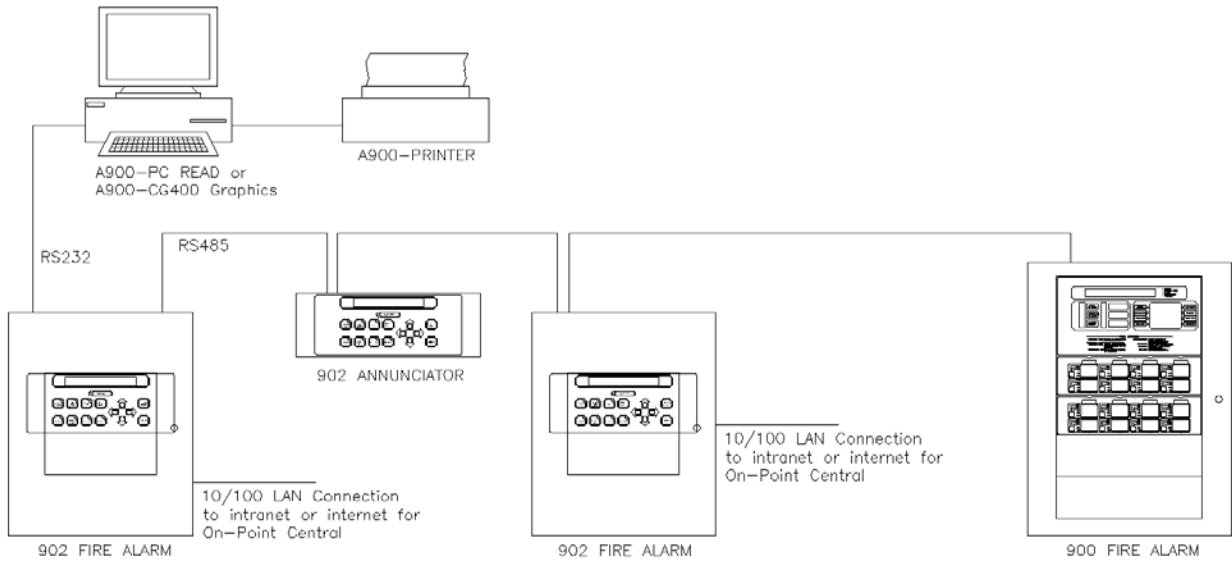 A900-PC READ or
A900-CG400 Graphics
A900-PRINTER
RS232
RS485
902 ANNUNCIATOR
10/100 LAN Connection
to intranet or internet for
On-Point Central
10/100 LAN Connection
to intranet or internet for
On-Point Central
902 FIRE ALARM
902 FIRE ALARM
900 FIRE ALARM